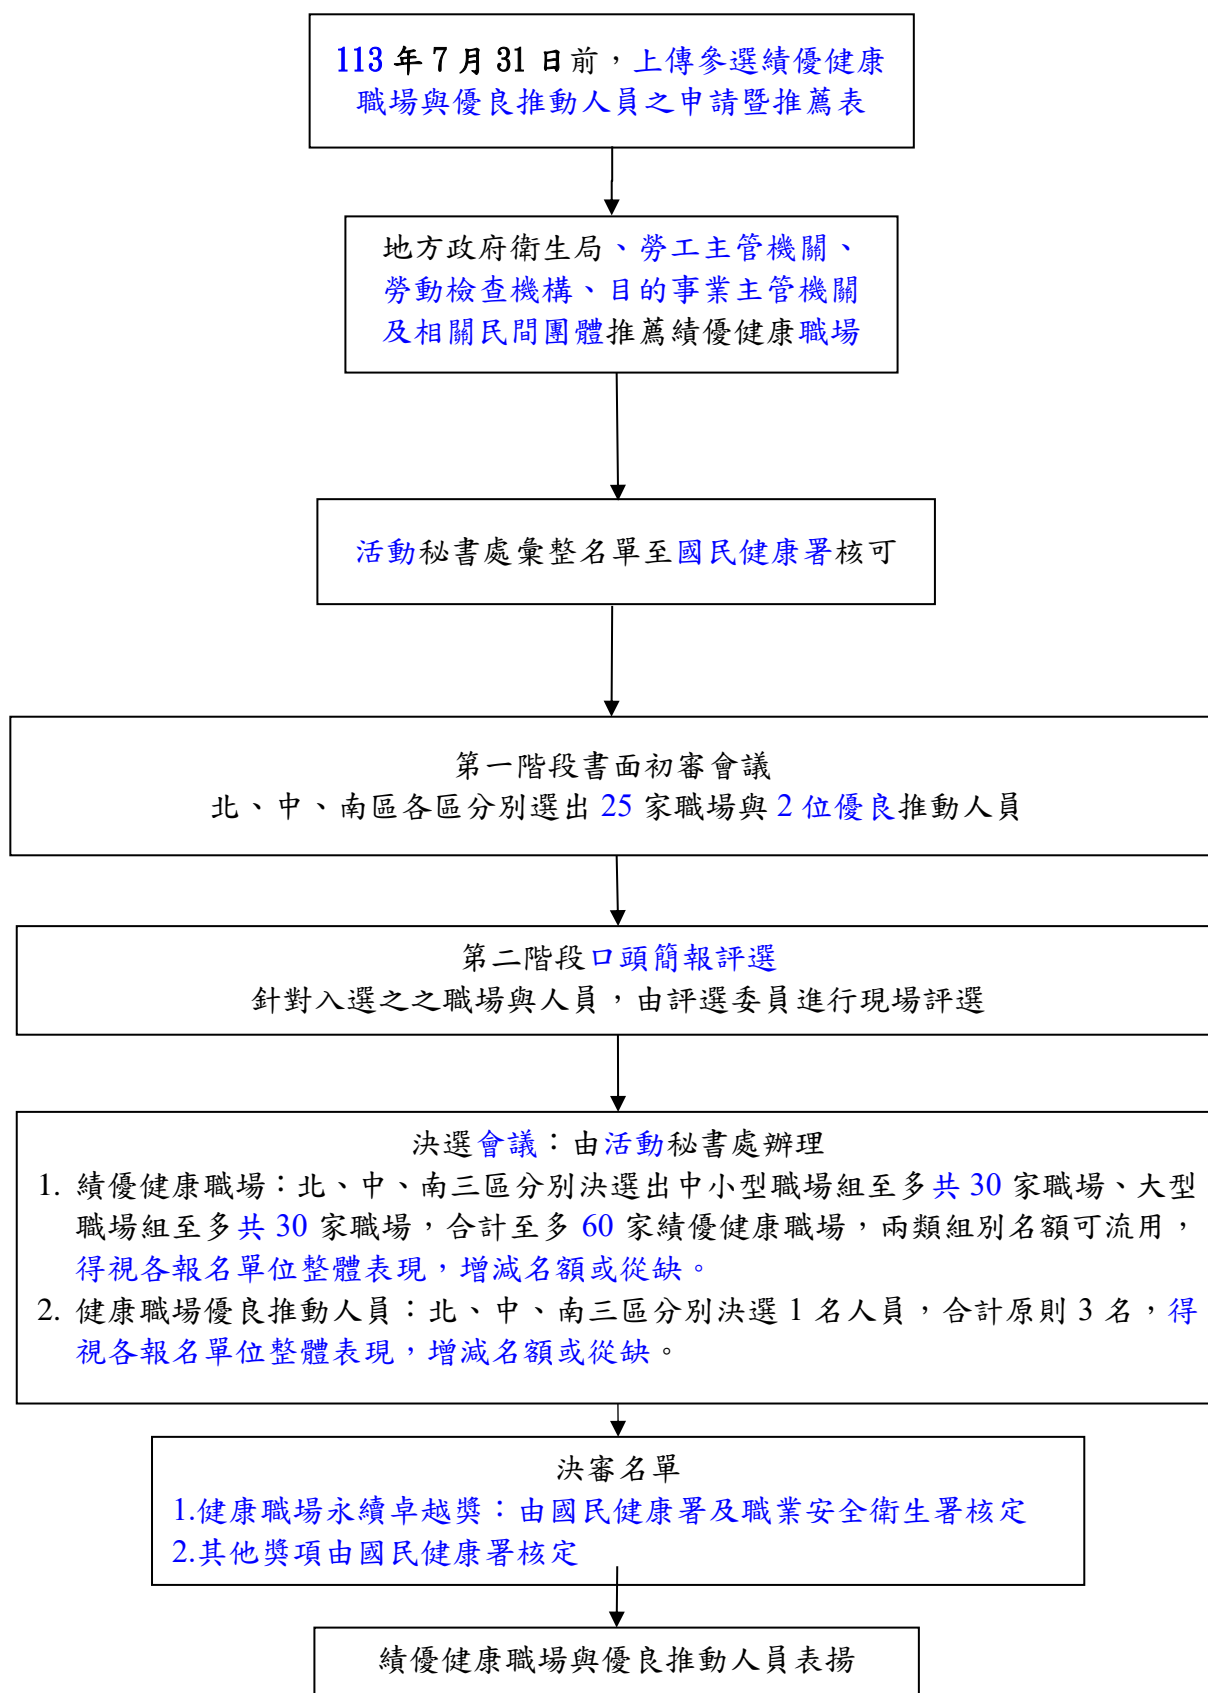 113 年 7 月 31 日前，上傳參選績優健康
職場與優良推動人員之申請暨推薦表
地方政府衛生局、勞工主管機關、
勞動檢查機構、目的事業主管機關
及相關民間團體推薦績優健康職場
活動秘書處彙整名單至國民健康署核可
第一階段書面初審會議
北、中、南區各區分別選出 25 家職場與 2 位優良推動人員
第二階段口頭簡報評選
針對入選之之職場與人員，由評選委員進行現場評選
決選會議：由活動秘書處辦理
1. 績優健康職場：北、中、南三區分別決選出中小型職場組至多共 30 家職場、大型
職場組至多共 30 家職場，合計至多 60 家績優健康職場，兩類組別名額可流用，
得視各報名單位整體表現，增減名額或從缺。
2. 健康職場優良推動人員：北、中、南三區分別決選 1 名人員，合計原則 3 名，得
視各報名單位整體表現，增減名額或從缺。
決審名單
1.健康職場永續卓越獎：由國民健康署及職業安全衛生署核定
2.其他獎項由國民健康署核定
績優健康職場與優良推動人員表揚